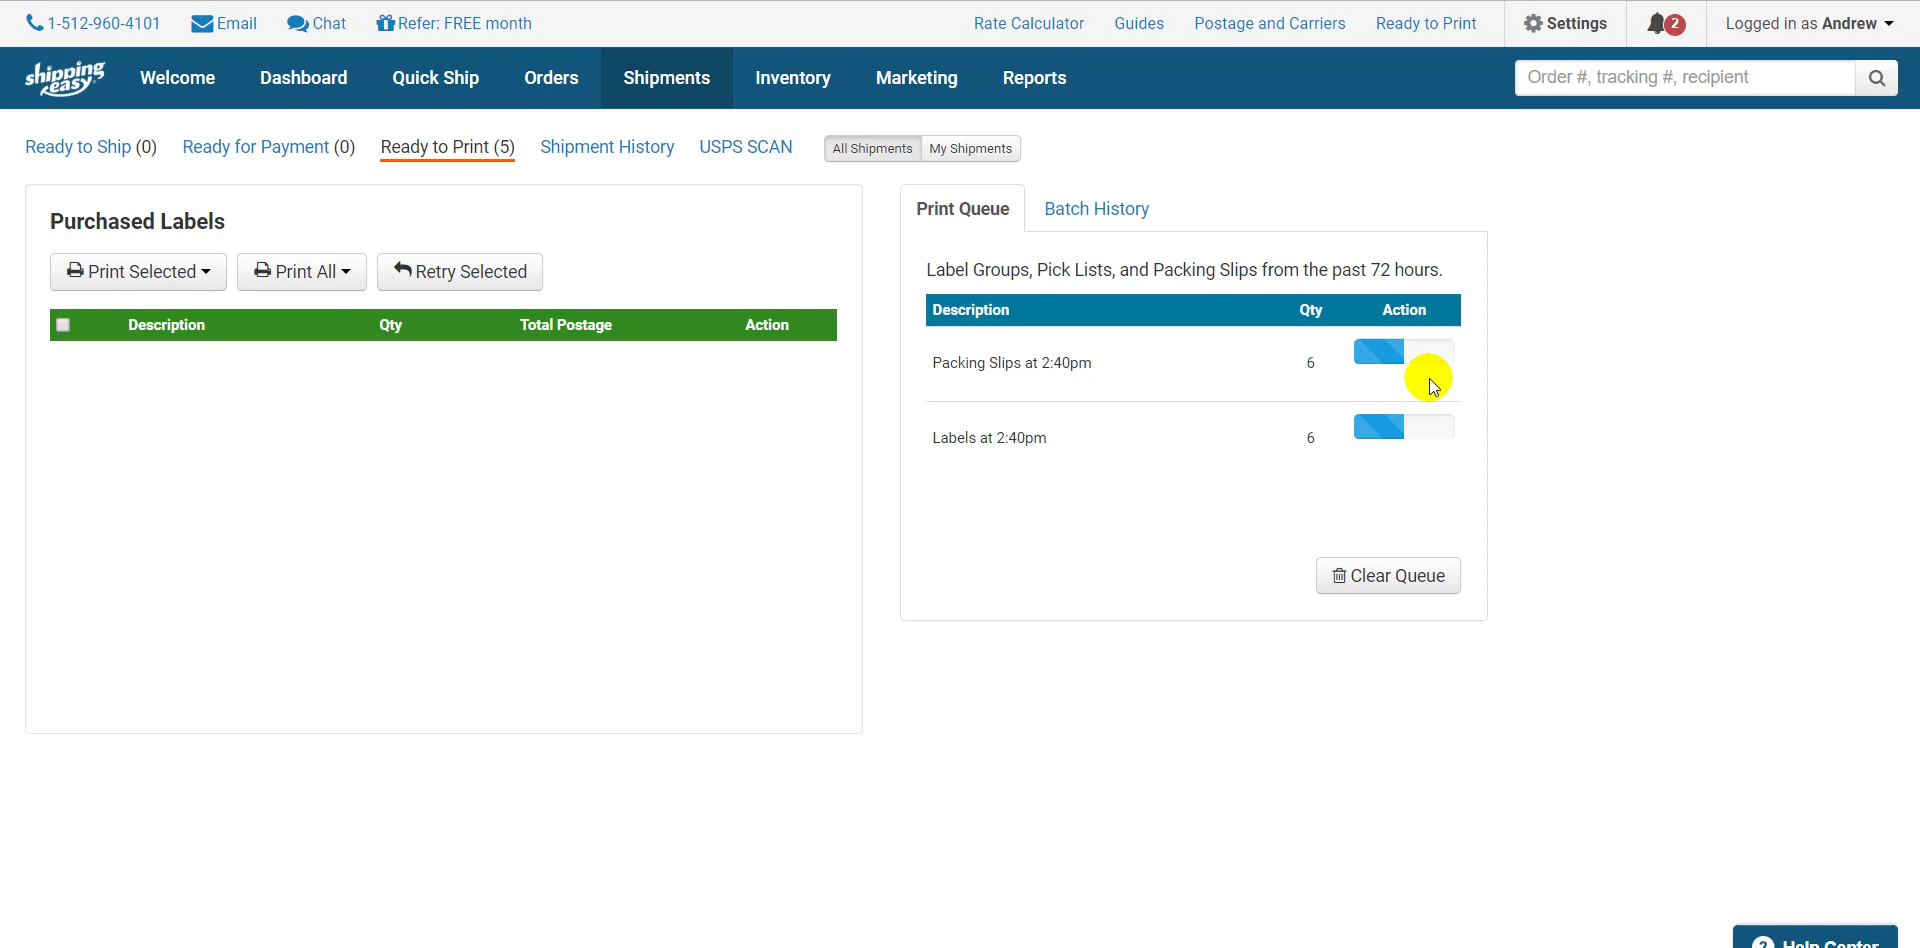 1-512-960-4101 Email Chat Refer: FREE month Rate Calculator Guides Postage and Carriers Ready to Print Settings 2 Logged in as Andrew
shipping easy Welcome Dashboard Quick Ship Orders Shipments Inventory Marketing Reports Order #, tracking #, recipient
Ready to Ship (0) Ready for Payment (0) Ready to Print (5) Shipment History USPS SCAN All Shipments My Shipments
Purchased Labels
Print Selected Print All Retry Selected
Description Qty Total Postage Action
Print Queue Batch History
Label Groups, Pick Lists, and Packing Slips from the past 72 hours.
Description Qty Action
Packing Slips at 2:40pm 6
Labels at 2:40pm 6
Clear Queue
? Help Center